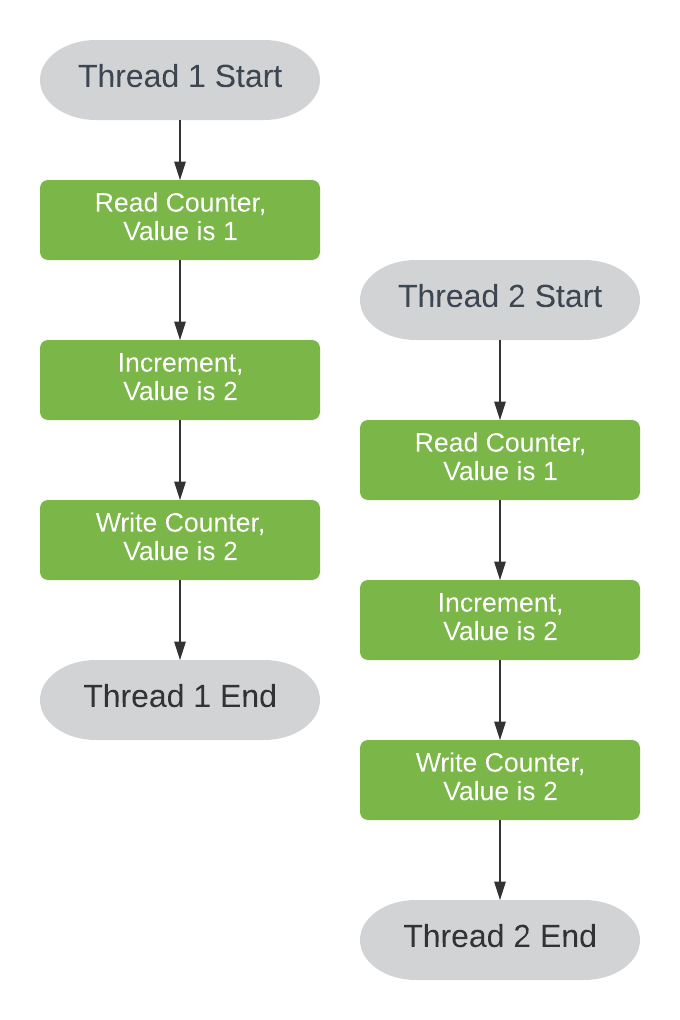 Thread 1 Start
Read Counter,
Value is 1
Increment,
Value is 2
Write Counter,
Value is 2
Thread 1 End
Thread 2 Start
Read Counter,
Value is 1
Increment,
Value is 2
Write Counter,
Value is 2
Thread 2 End